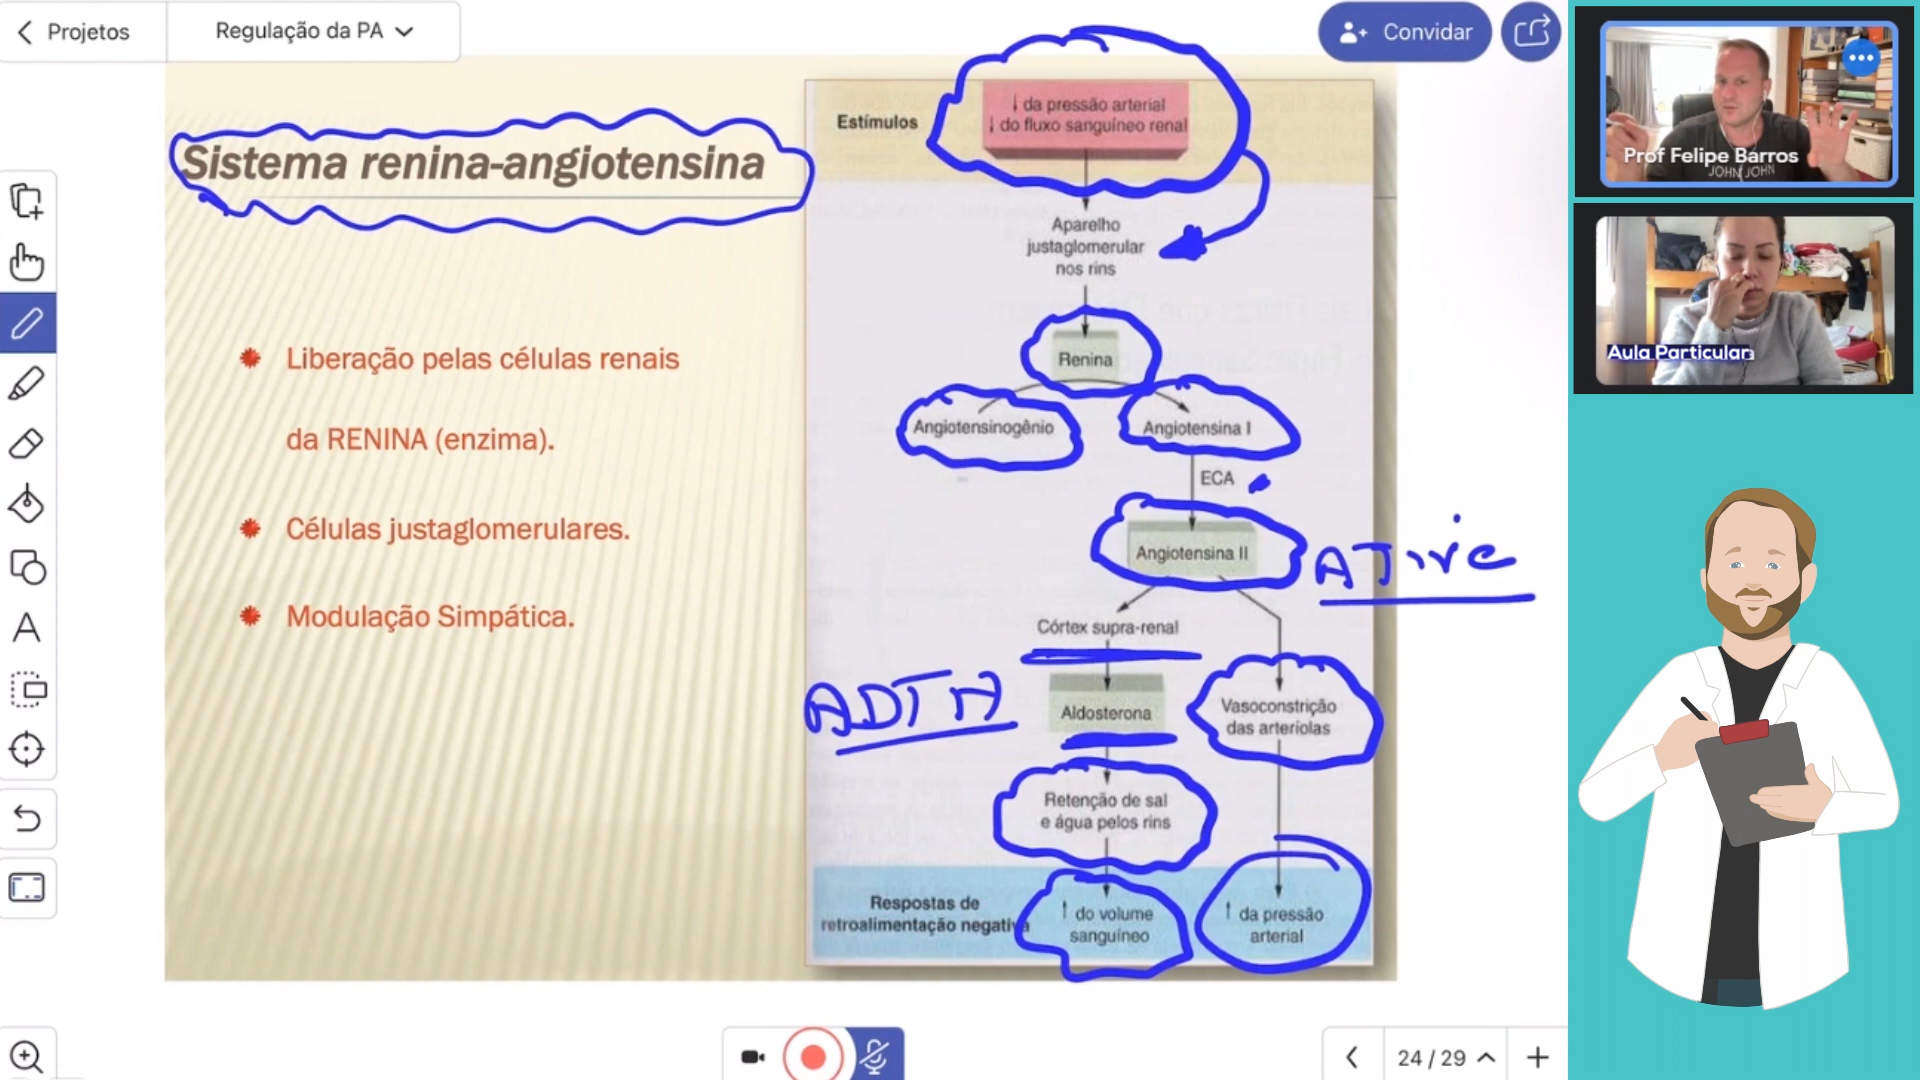 Projetos
Regulação da PA
Convidar
Sistema renina-angiotensina
Liberação pelas células renais
da RENINA (enzima).
Células justaglomerulares.
Modulação Simpática.
Estímulos
↓ da pressão arterial
↓ do fluxo sanguíneo renal
Aparelho
justaglomerular
nos rins
Renina
Angiotensinogênio
Angiotensina I
ECA
Angiotensina II
Córtex supra-renal
Aldosterona
Vasoconstrição
das arteríolas
Retenção de sal
e água pelos rins
Respostas de
retroalimentação negativa
↑ do volume
sanguíneo
↑ da pressão
arterial
24 / 29
Prof Felipe Barros
JOHN JOHN
Aula Particular